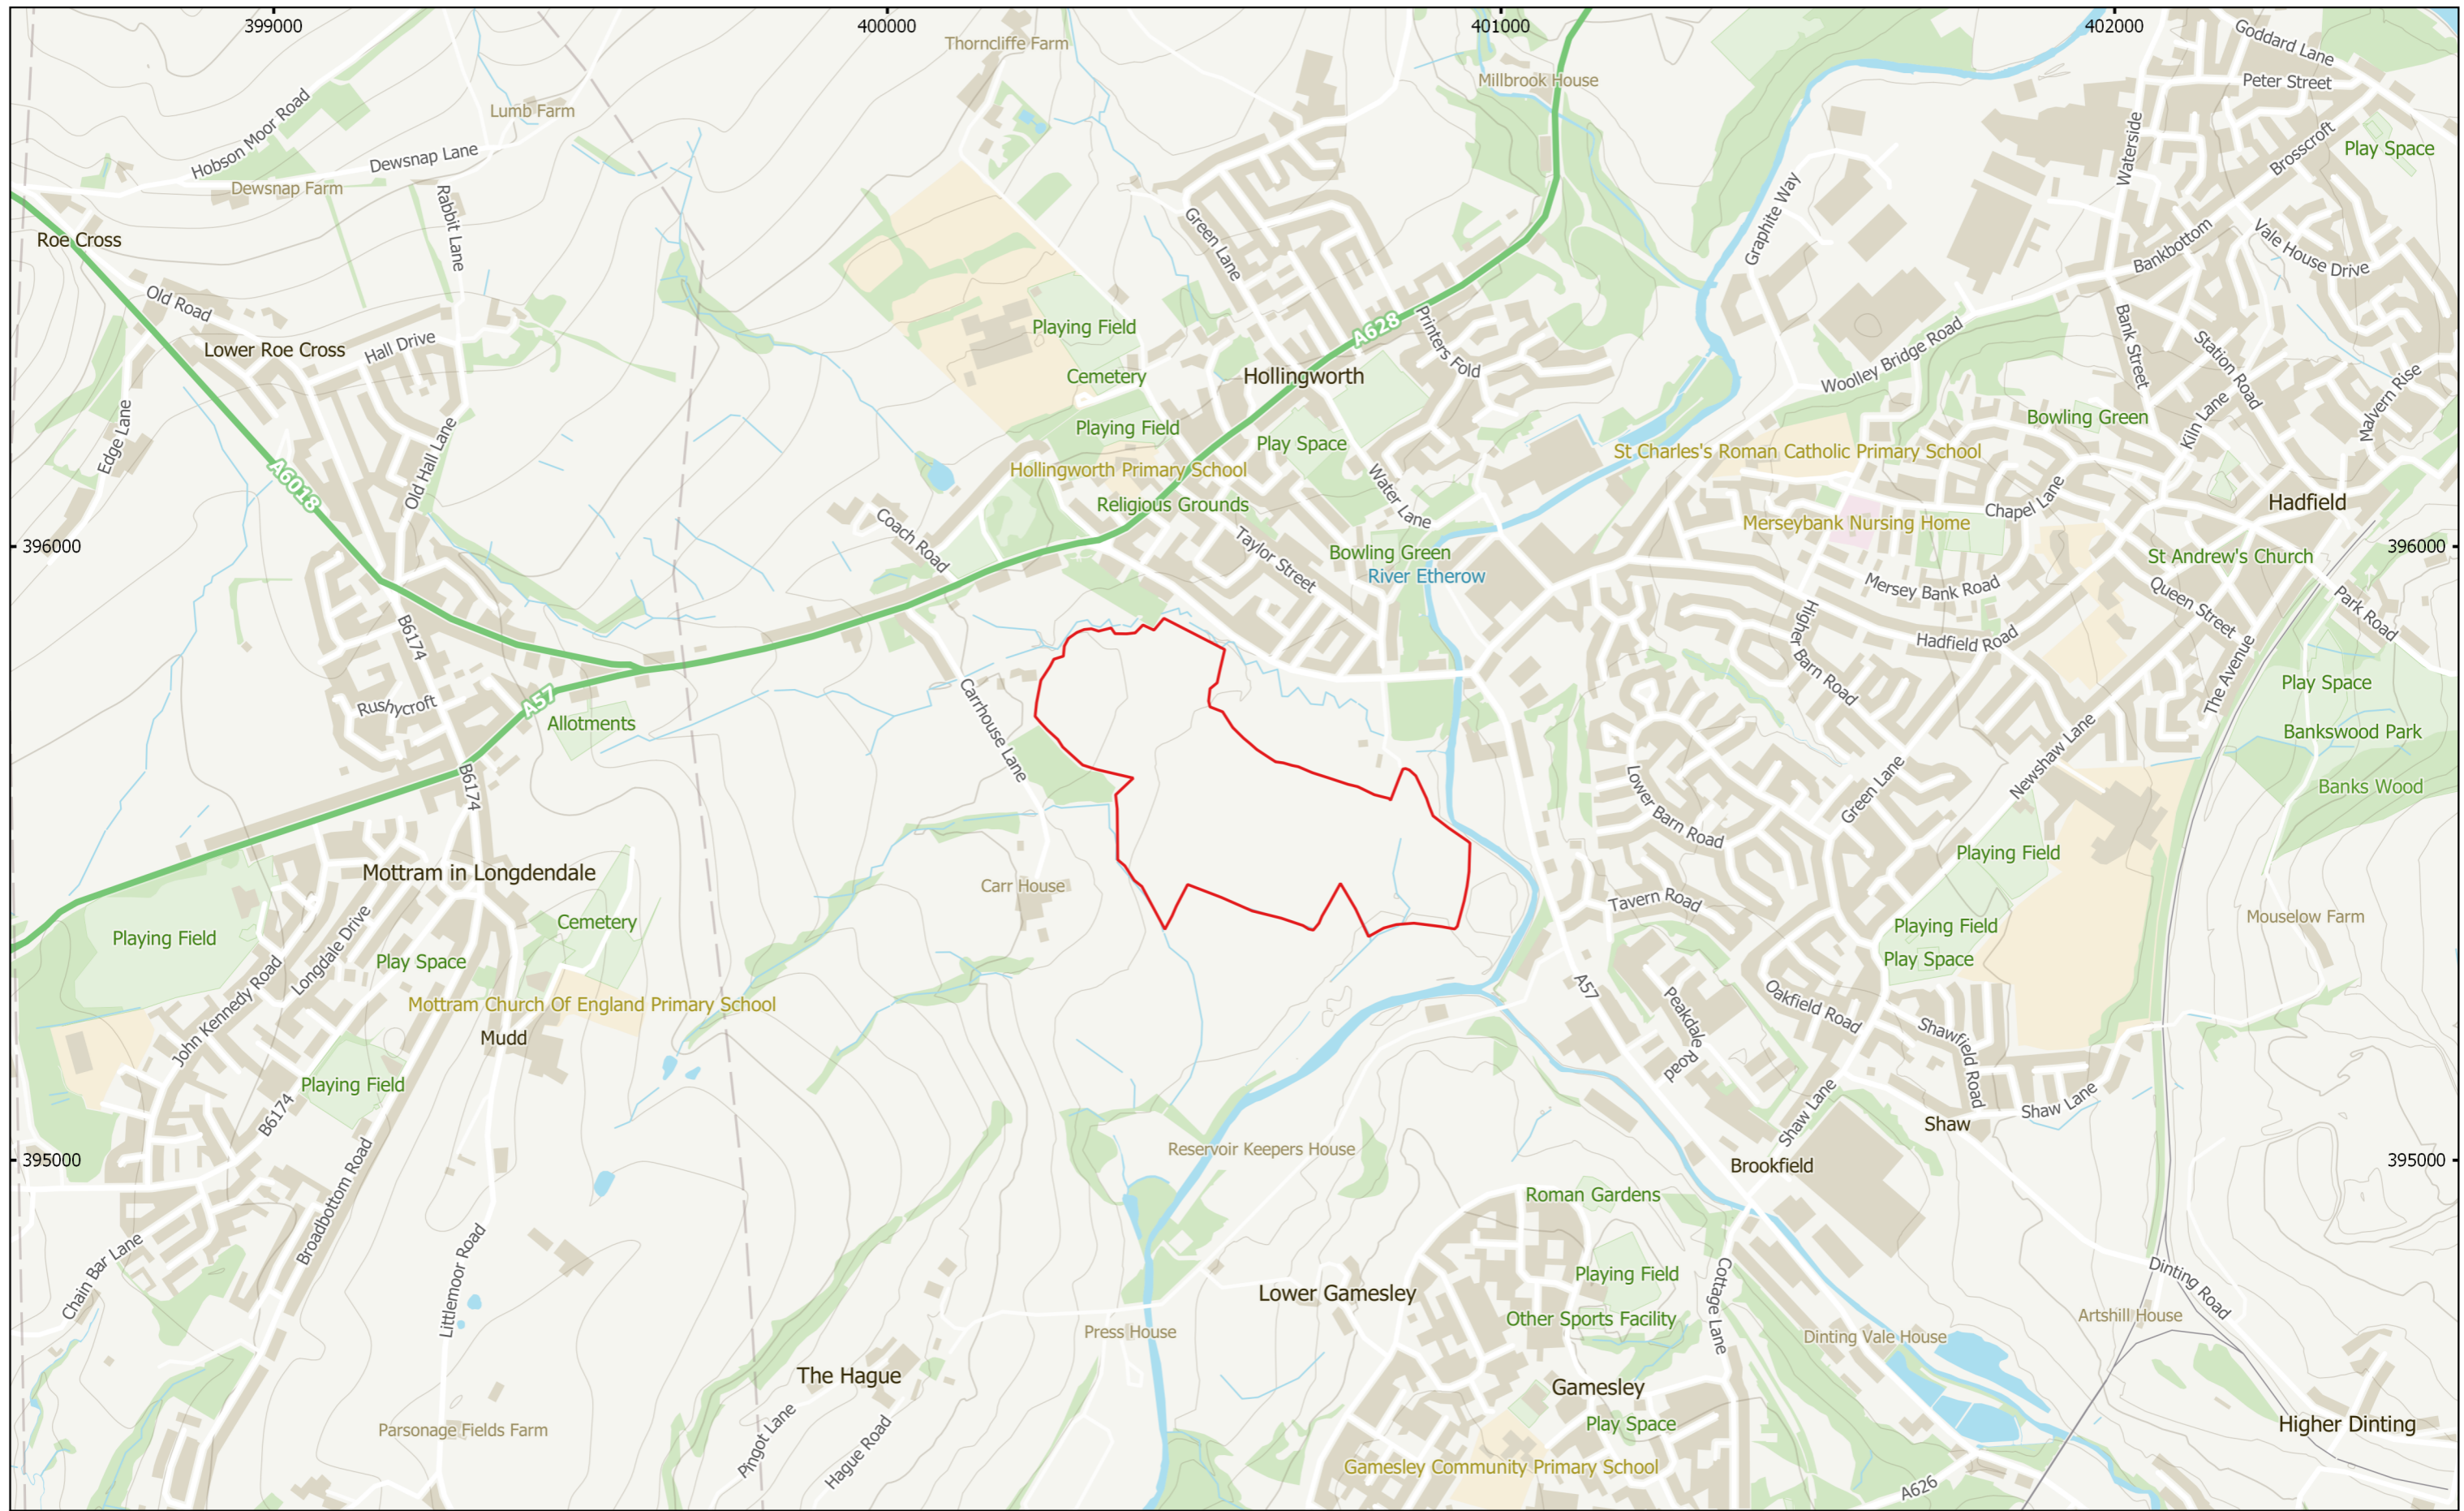 399000
400000
401000
402000
Thorncliffe Farm
Goddard Lane
Millbrook House
Peter Street
Hobson Moor Road
Lumb Farm
Waterside
Brosscroft
Play Space
Dewsnap Lane
Dewsnap Farm
Rabbit Lane
Green Lane
Graphite Way
Roe Cross
Bankbottom
Vale House Drive
Old Road
Playing Field
A628
Printers Fold
Woolley Bridge Road
Bank Street
Station Road
Lower Roe Cross
Hall Drive
Cemetery
Hollingworth
Malvern Rise
Edge Lane
Old Hall Lane
Playing Field
Play Space
Bowling Green
Kiln Lane
St Charles's Roman Catholic Primary School
A6018
Hollingworth Primary School
Water Lane
Chapel Lane
Hadfield
Religious Grounds
Coach Road
Merseybank Nursing Home
396000
Taylor Street
Bowling Green
River Etherow
St Andrew's Church
396000
Mersey Bank Road
Queen Street
Park Road
B6174
Higher Barn Road
Hadfield Road
The Avenue
Play Space
Rushycroft
A57
Allotments
Carrhouse Lane
Newshaw Lane
Bankswood Park
B6174
Lower Barn Road
Green Lane
Banks Wood
Mottram in Longdendale
Carr House
Playing Field
Tavern Road
Playing Field
Cemetery
Longdale Drive
Playing Field
Mouselow Farm
Play Space
Play Space
John Kennedy Road
Mottram Church Of England Primary School
A57
Peakdale Road
Oakfield Road
Shawfield Road
Mudd
Playing Field
B6174
Shaw Lane
Shaw Lane
Shaw
Reservoir Keepers House
395000
Brookfield
395000
Broadbottom Road
Roman Gardens
Chain Bar Lane
Littlemoor Road
Playing Field
Cottage Lane
Dinting Road
Lower Gamesley
Other Sports Facility
Artshill House
Press House
Dinting Vale House
The Hague
Gamesley
Pingot Lane
Hague Road
Play Space
Higher Dinting
Parsonage Fields Farm
Gamesley Community Primary School
A626